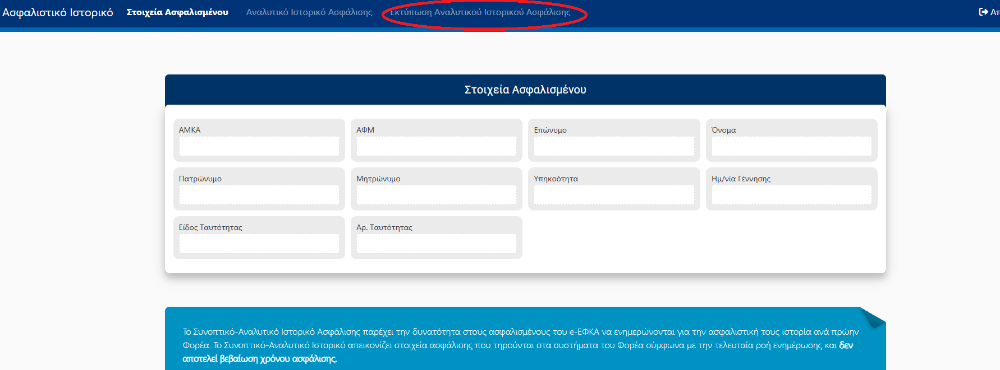 Ασφαλιστικό Ιστορικό Στοιχεία Ασφαλισμένου Αναλυτικό Ιστορικό Ασφάλισης Εκτύπωση Αναλυτικού Ιστορικού Ασφάλισης Απ
Στοιχεία Ασφαλισμένου
ΑΜΚΑ ΑΦΜ Επώνυμο Όνομα
Πατρώνυμο Μητρώνυμο Υπηκοότητα Ημ/νία Γέννησης
Είδος Ταυτότητας Αρ. Ταυτότητας
Το Συνοπτικό-Αναλυτικό Ιστορικό Ασφάλισης παρέχει την δυνατότητα στους ασφαλισμένους του e-ΕΦΚΑ να ενημερώνονται για την ασφαλιστική τους ιστορία ανά πρώην
Φορέα. Το Συνοπτικό-Αναλυτικό Ιστορικό απεικονίζει στοιχεία ασφάλισης που τηρούνται στα συστήματα του Φορέα σύμφωνα με την τελευταία ροή ενημέρωσης και δεν
αποτελεί βεβαίωση χρόνου ασφάλισης.